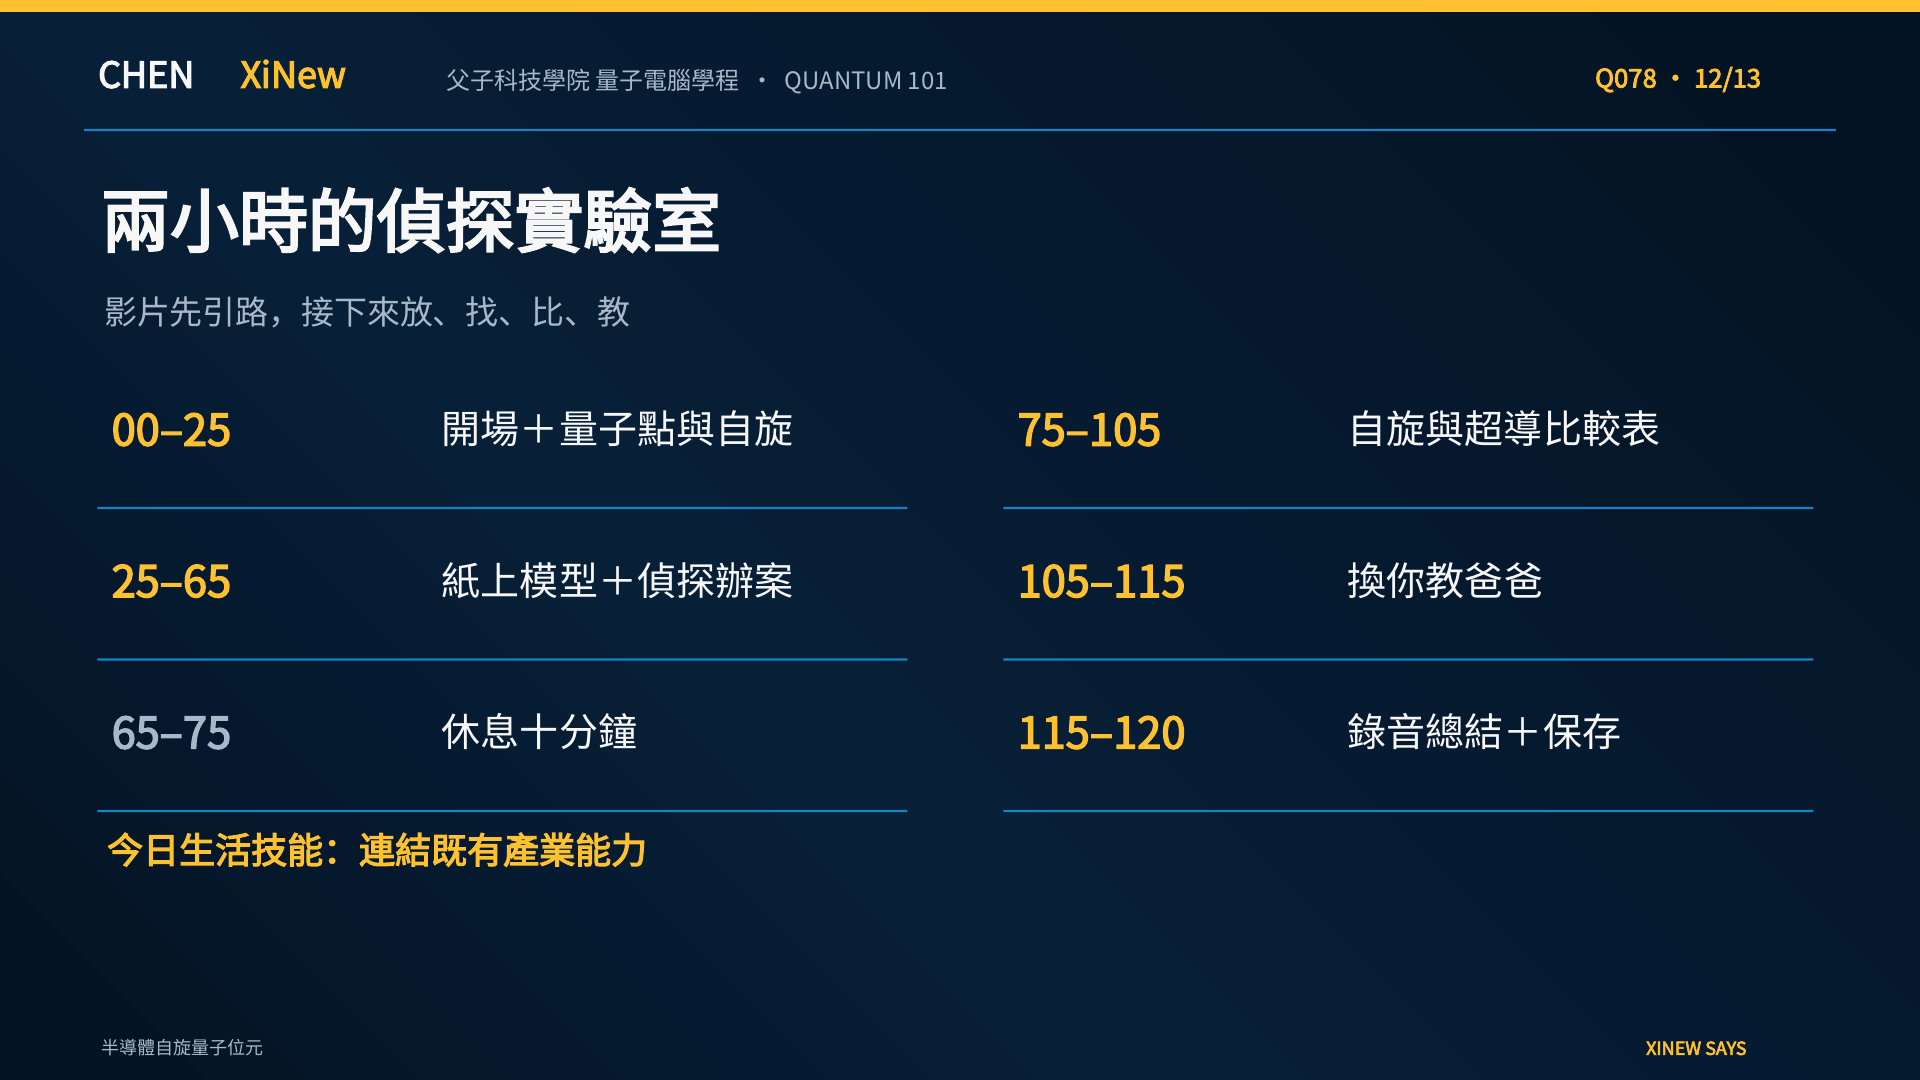 CHEN XiNew 父子科技學院 量子電腦學程 ・ QUANTUM 101 Q078 ・ 12/13
兩小時的偵探實驗室
影片先引路，接下來放、找、比、教
00–25 開場＋量子點與自旋
25–65 紙上模型＋偵探辦案
65–75 休息十分鐘
75–105 自旋與超導比較表
105–115 換你教爸爸
115–120 錄音總結＋保存
今日生活技能：連結既有產業能力
半導體自旋量子位元 XINEW SAYS